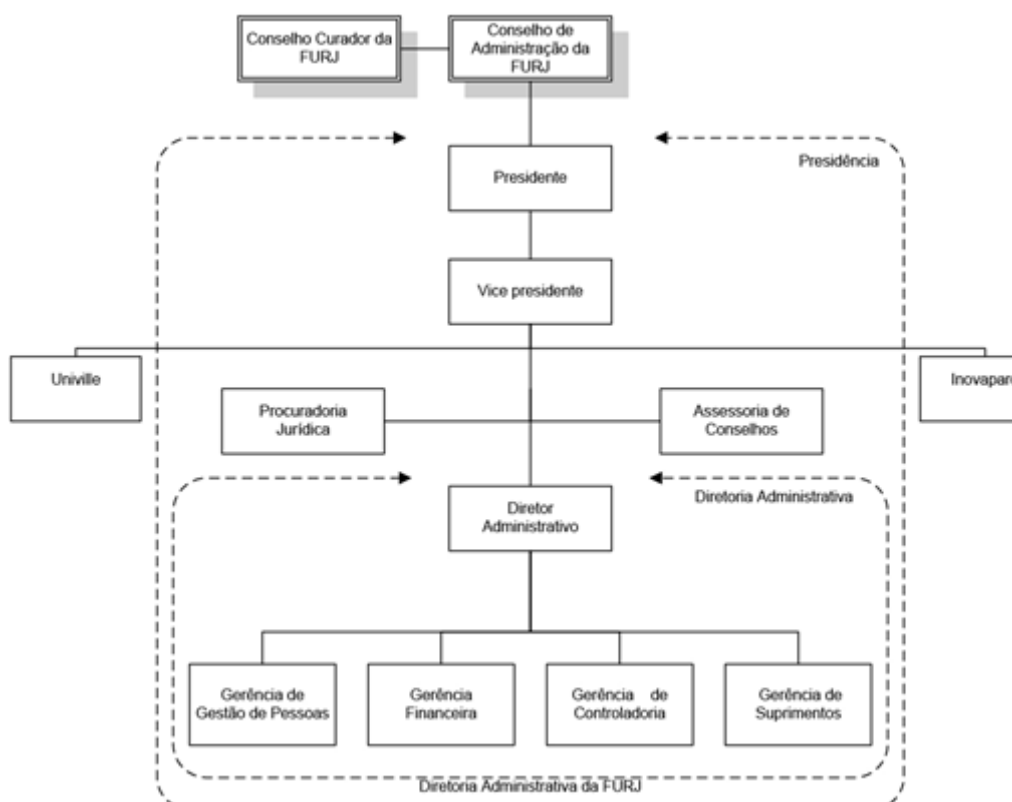 Conselho Curador da
FURJ
Conselho de
Administração da
FURJ
Presidência
Presidente
Vice presidente
Univille
Inovaparq
Procuradoria
Jurídica
Assessoria de
Conselhos
Diretoria Administrativa
Diretor
Administrativo
Gerência de
Gestão de Pessoas
Gerência
Financeira
Gerência de
Controladoria
Gerência de
Suprimentos
Diretoria Administrativa da FURJ